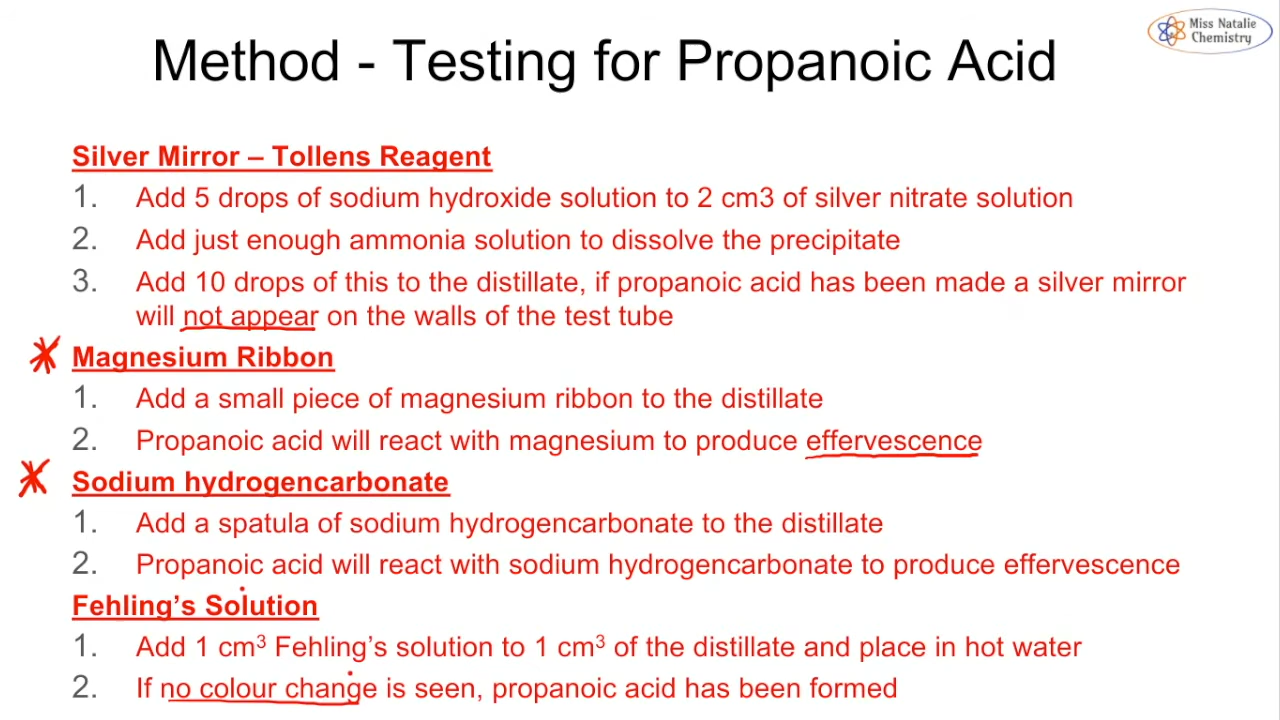 Miss Natalie
Chemistry
Method - Testing for Propanoic Acid
Silver Mirror – Tollens Reagent
1. Add 5 drops of sodium hydroxide solution to 2 cm3 of silver nitrate solution
2. Add just enough ammonia solution to dissolve the precipitate
3. Add 10 drops of this to the distillate, if propanoic acid has been made a silver mirror
will not appear on the walls of the test tube
Magnesium Ribbon
1. Add a small piece of magnesium ribbon to the distillate
2. Propanoic acid will react with magnesium to produce effervescence
Sodium hydrogencarbonate
1. Add a spatula of sodium hydrogencarbonate to the distillate
2. Propanoic acid will react with sodium hydrogencarbonate to produce effervescence
Fehling’s Solution
1. Add 1 cm³ Fehling’s solution to 1 cm³ of the distillate and place in hot water
2. If no colour change is seen, propanoic acid has been formed